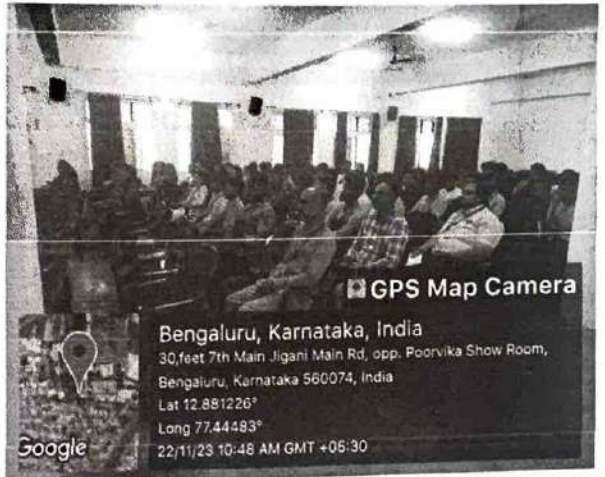 GPS Map Camera
Bengaluru, Karnataka, India
30,feet 7th Main Jigani Main Rd, opp. Poorvika Show Room,
Bengaluru, Karnataka 560074, India
Lat 12.881226°
Long 77.44483°
22/11/23 10:48 AM GMT +05:30
Google